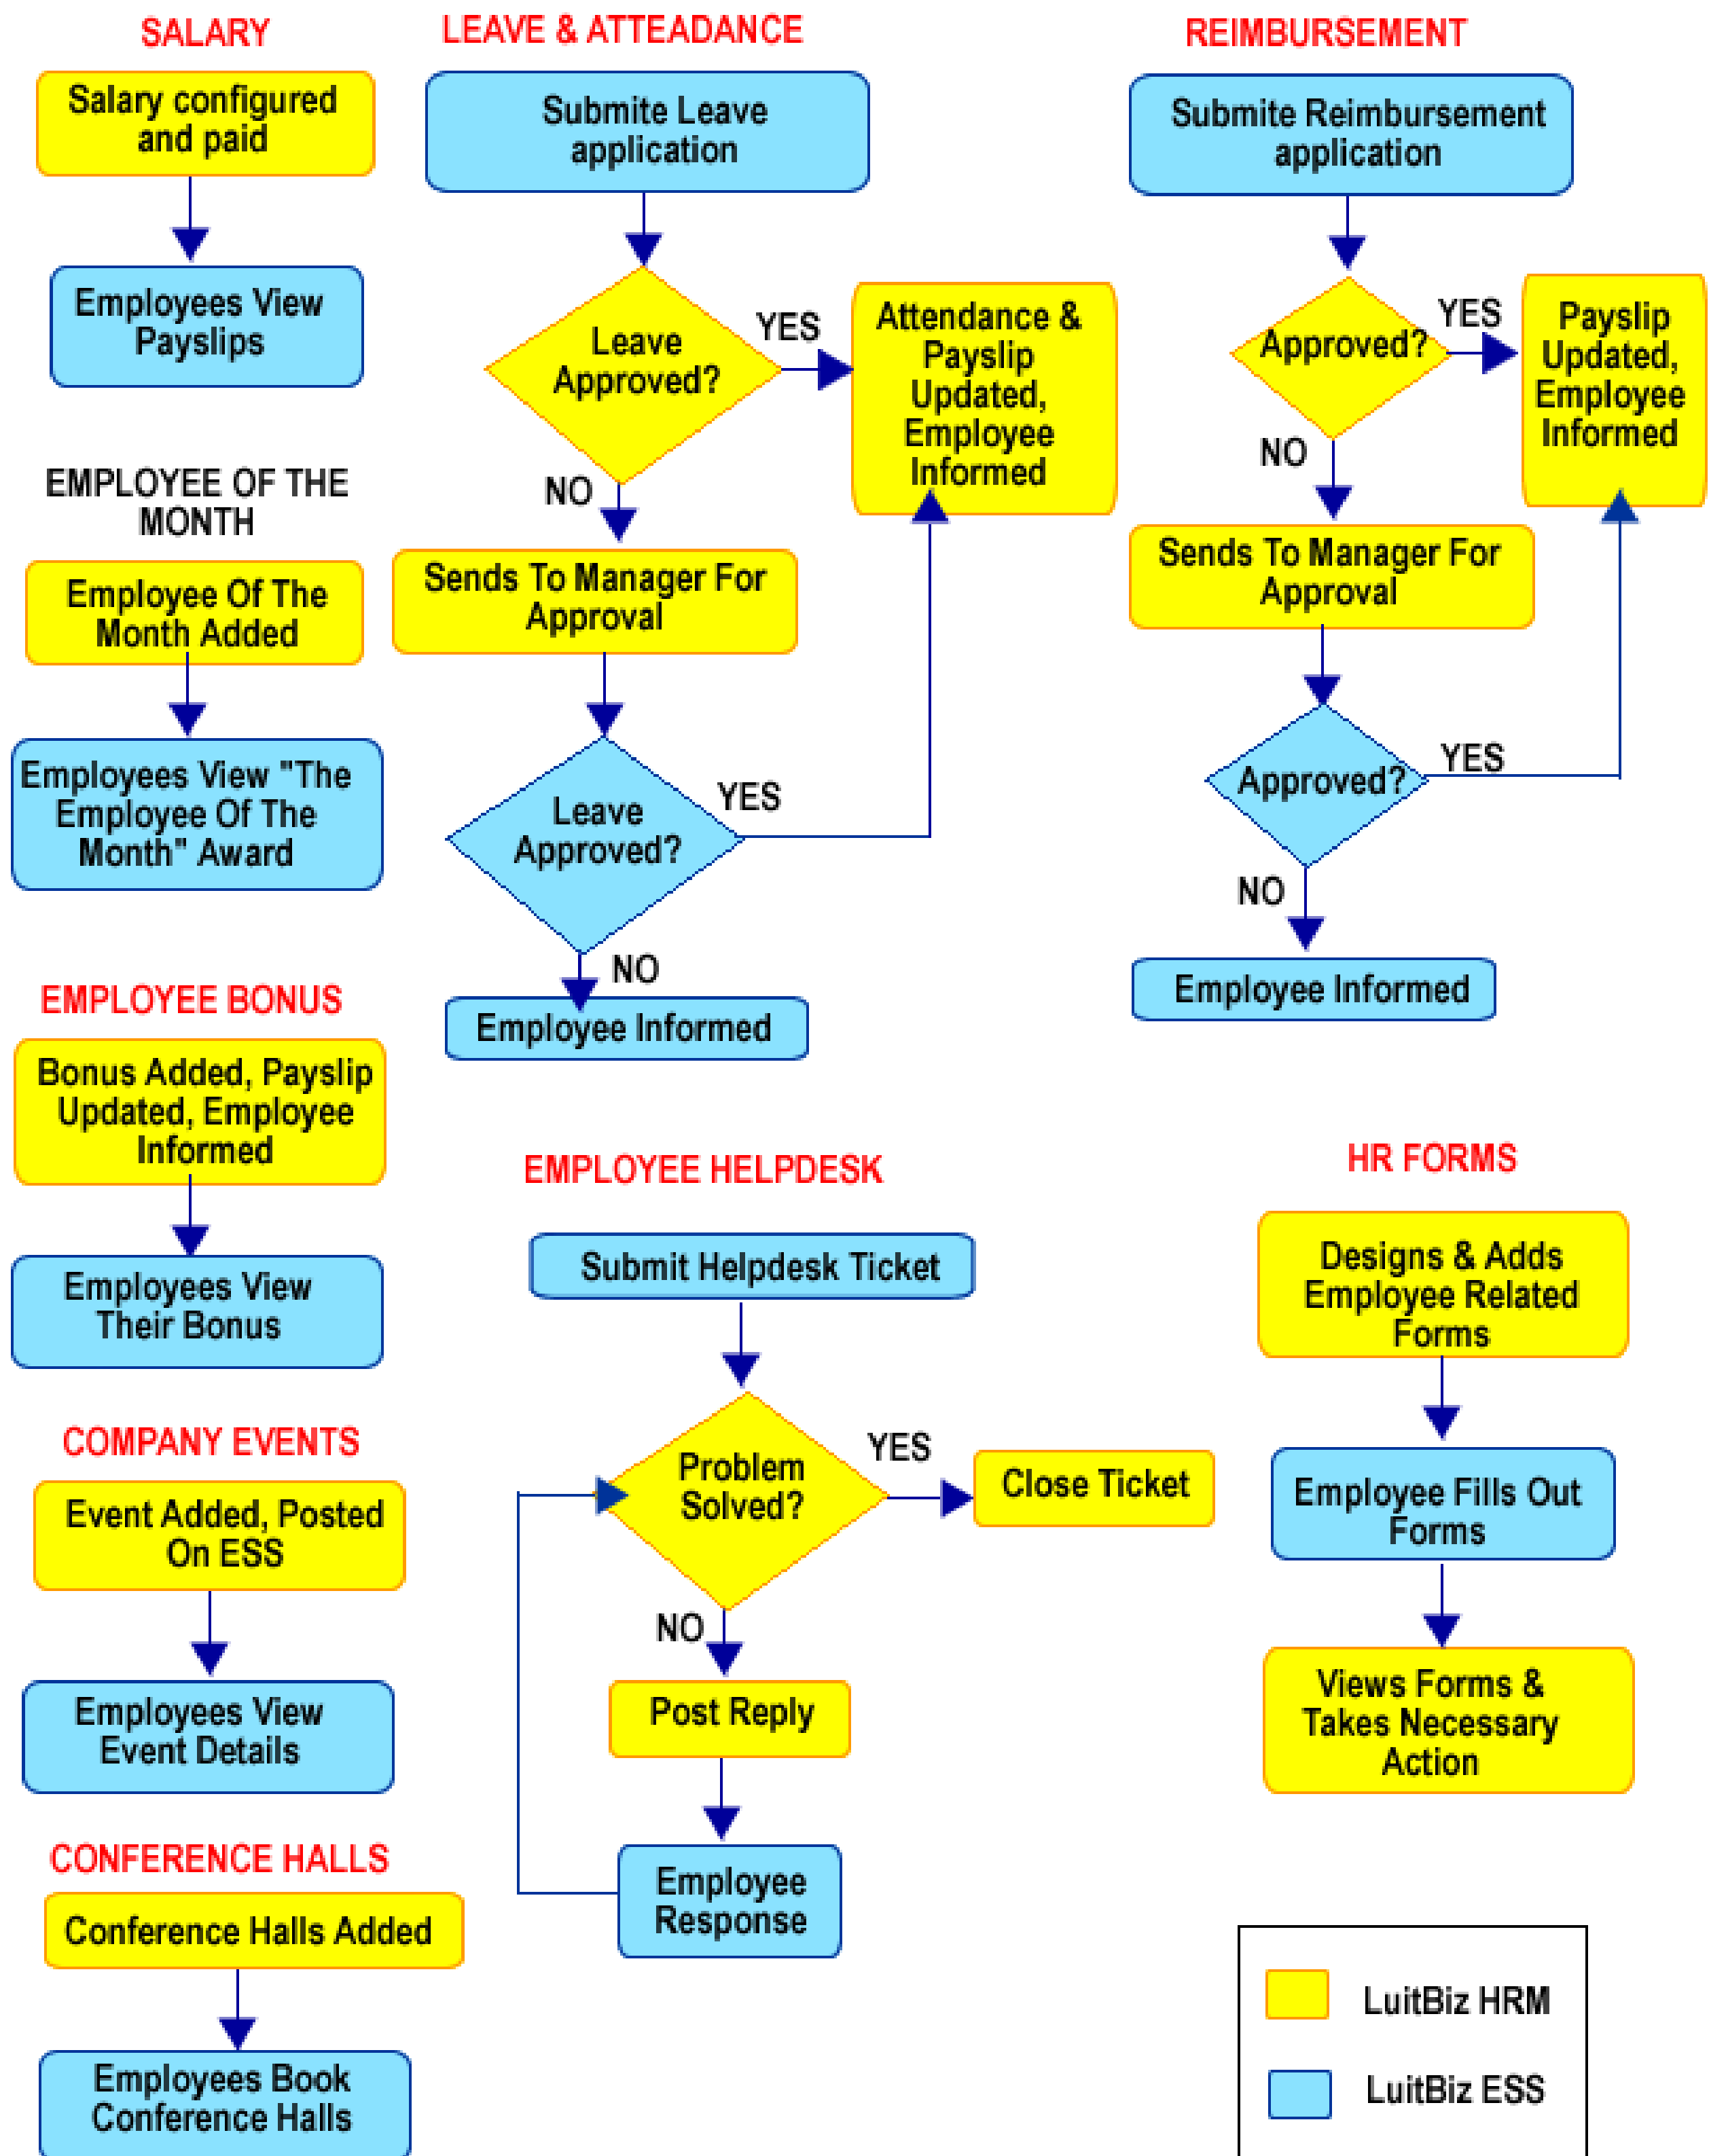 SALARY
Salary configured
and paid
Employees View
Payslips
EMPLOYEE OF THE
MONTH
Employee Of The
Month Added
Employees View "The
Employee Of The
Month" Award
EMPLOYEE BONUS
Bonus Added, Payslip
Updated, Employee
Informed
Employees View
Their Bonus
COMPANY EVENTS
Event Added, Posted
On ESS
Employees View
Event Details
CONFERENCE HALLS
Conference Halls Added
Employees Book
Conference Halls
LEAVE & ATTEADANCE
Submite Leave
application
Leave
Approved?
YES
Attendance &
Payslip
Updated,
Employee
Informed
NO
Sends To Manager For
Approval
Leave
Approved?
YES
NO
Employee Informed
REIMBURSEMENT
Submite Reimbursement
application
Approved?
YES
Payslip
Updated,
Employee
Informed
NO
Sends To Manager For
Approval
Approved?
YES
NO
Employee Informed
EMPLOYEE HELPDESK
Submit Helpdesk Ticket
Problem
Solved?
YES
Close Ticket
NO
Post Reply
Employee
Response
HR FORMS
Designs & Adds
Employee Related
Forms
Employee Fills Out
Forms
Views Forms &
Takes Necessary
Action
LuitBiz HRM
LuitBiz ESS